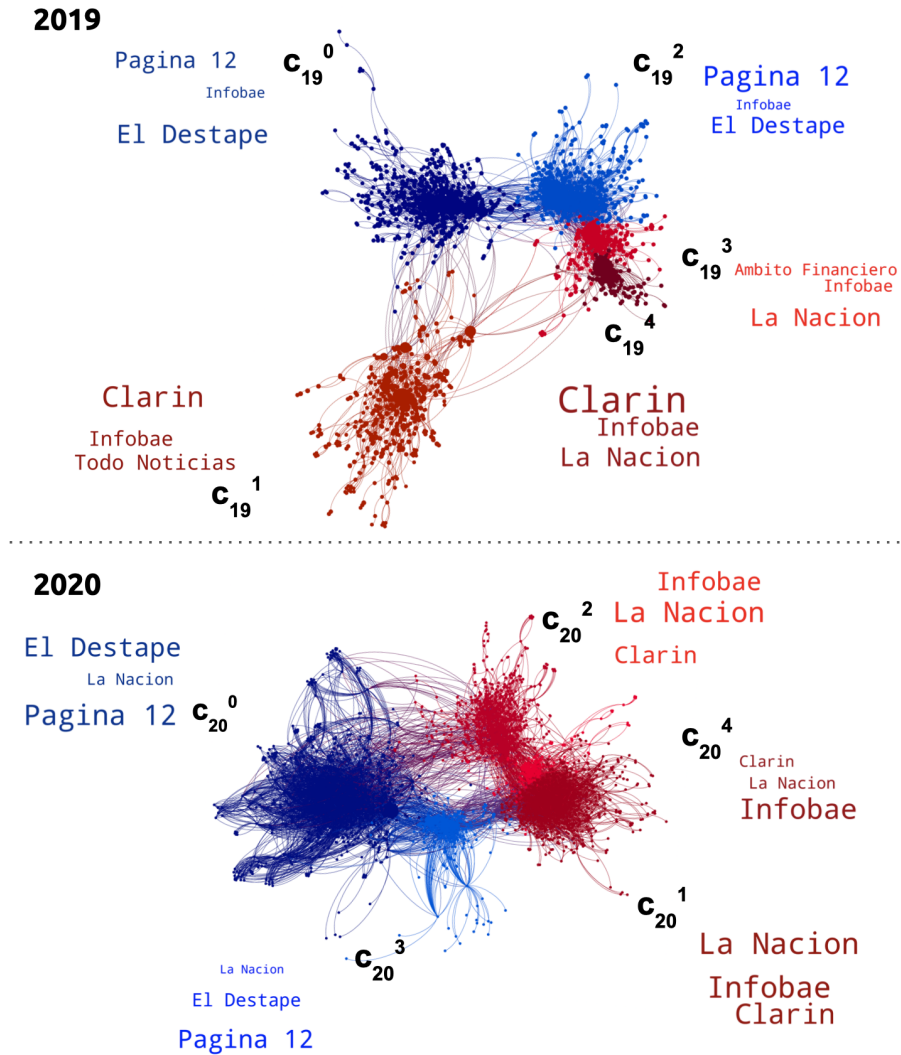 2019
Pagina 12
Infobae
El Destape
C19^0
C19^2
Pagina 12
Infobae
El Destape
C19^3
Ambito Financiero
Infobae
La Nacion
C19^4
Clarin
Infobae
La Nacion
Clarin
Infobae
Todo Noticias
C19^1
2020
El Destape
La Nacion
Pagina 12
C20^0
C20^2
Infobae
La Nacion
Clarin
C20^4
Clarin
La Nacion
Infobae
C20^1
La Nacion
Infobae
Clarin
C20^3
La Nacion
El Destape
Pagina 12